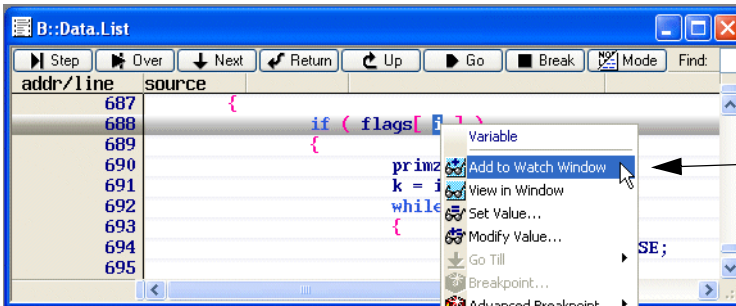 B::Data.List
Step Over Next Return Up Go Break Mode Find:
addr/line source
687 {
688 if ( flags[ i ] )
689 {
690 primz
691 k = i
692 while
693 {
694 SE;
695
Variable
Add to Watch Window
View in Window
Set Value...
Modify Value...
Go Till
Breakpoint...
Advanced Breakpoint